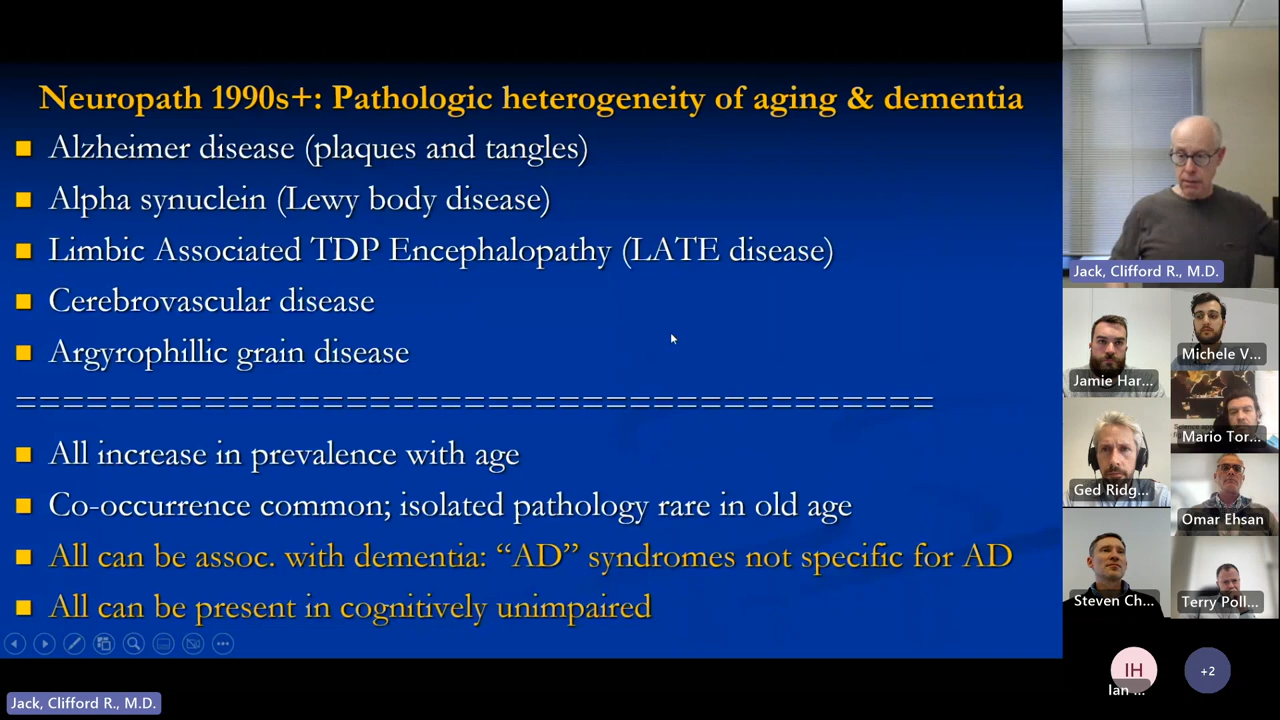 Neuropath 1990s+: Pathologic heterogeneity of aging & dementia
Alzheimer disease (plaques and tangles)
Alpha synuclein (Lewy body disease)
Limbic Associated TDP Encephalopathy (LATE disease)
Cerebrovascular disease
Argyrophillic grain disease
=======================================
All increase in prevalence with age
Co-occurrence common; isolated pathology rare in old age
All can be assoc. with dementia: “AD” syndromes not specific for AD
All can be present in cognitively unimpaired
Jack, Clifford R., M.D.
Jack, Clifford R., M.D.
Jamie Har...
Michele V...
Mario Tor...
Ged Ridg...
Omar Ehsan
Steven Ch...
Terry Poll...
IH
Ian ...
+2